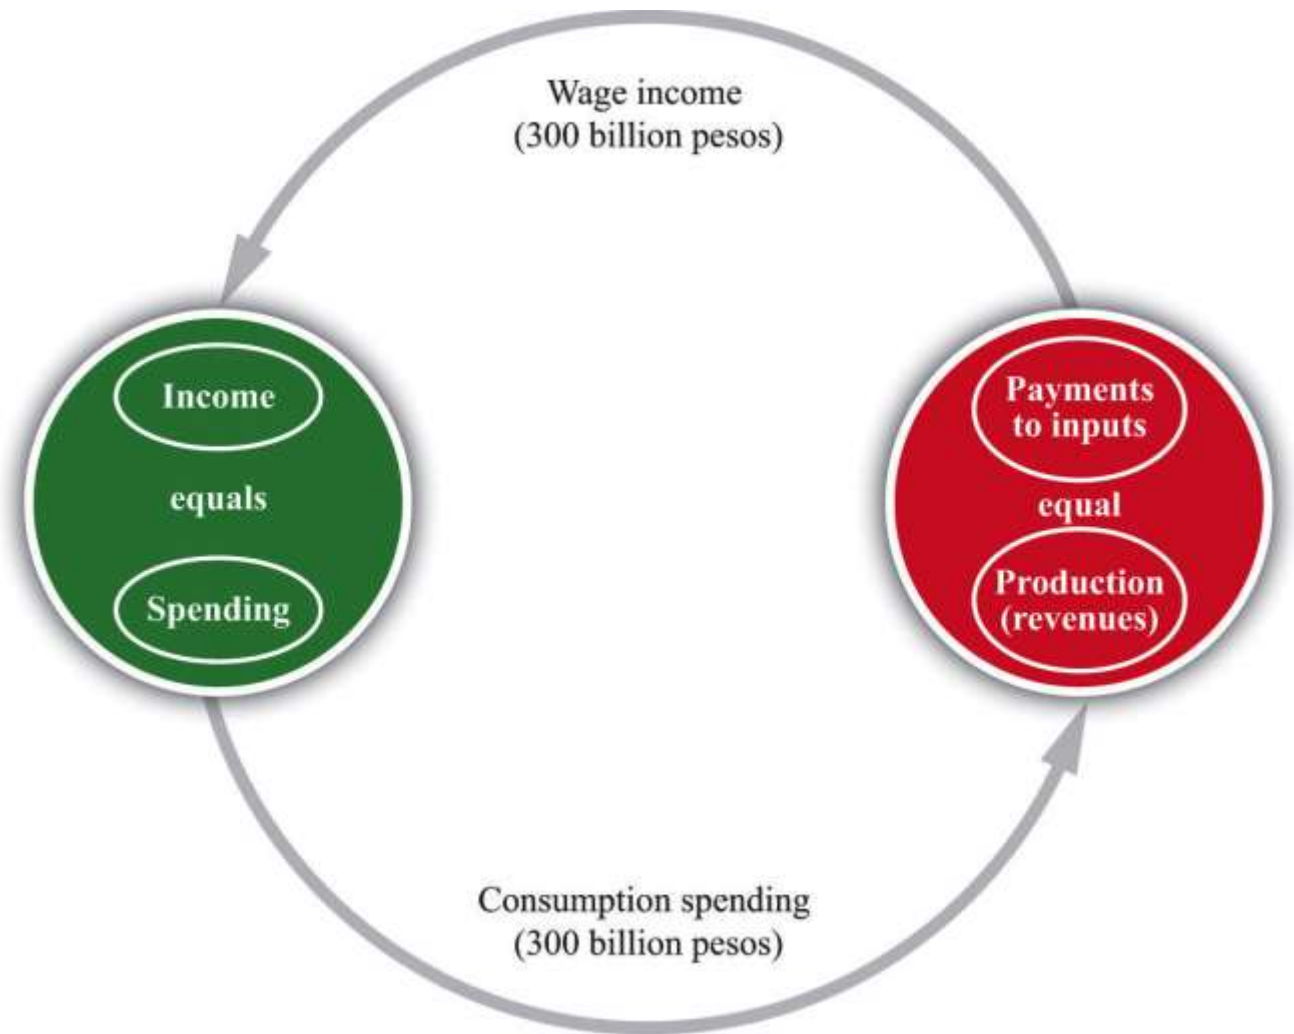 Wage income
(300 billion pesos)
Income
equals
Spending
Payments
to inputs
equal
Production
(revenues)
Consumption spending
(300 billion pesos)